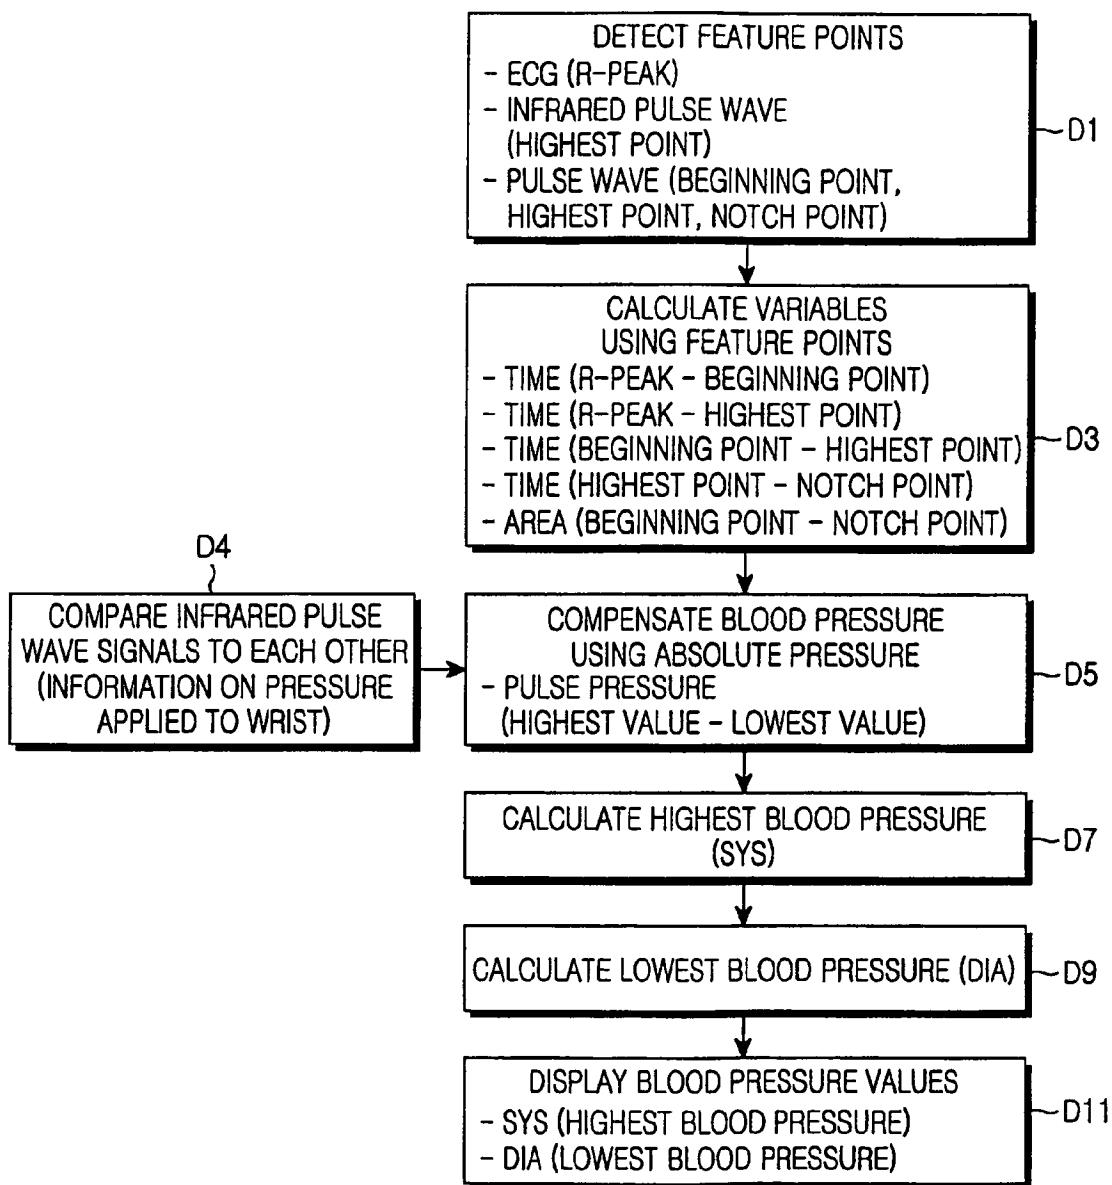 DETECT FEATURE POINTS
- ECG (R-PEAK)
- INFRARED PULSE WAVE
(HIGHEST POINT)
- PULSE WAVE (BEGINNING POINT,
HIGHEST POINT, NOTCH POINT)
D1
CALCULATE VARIABLES
USING FEATURE POINTS
- TIME (R-PEAK - BEGINNING POINT)
- TIME (R-PEAK - HIGHEST POINT)
- TIME (BEGINNING POINT - HIGHEST POINT)
- TIME (HIGHEST POINT - NOTCH POINT)
- AREA (BEGINNING POINT - NOTCH POINT)
D3
D4
COMPARE INFRARED PULSE
WAVE SIGNALS TO EACH OTHER
(INFORMATION ON PRESSURE
APPLIED TO WRIST)
COMPENSATE BLOOD PRESSURE
USING ABSOLUTE PRESSURE
- PULSE PRESSURE
(HIGHEST VALUE - LOWEST VALUE)
D5
CALCULATE HIGHEST BLOOD PRESSURE
(SYS)
D7
CALCULATE LOWEST BLOOD PRESSURE (DIA)
D9
DISPLAY BLOOD PRESSURE VALUES
- SYS (HIGHEST BLOOD PRESSURE)
- DIA (LOWEST BLOOD PRESSURE)
D11